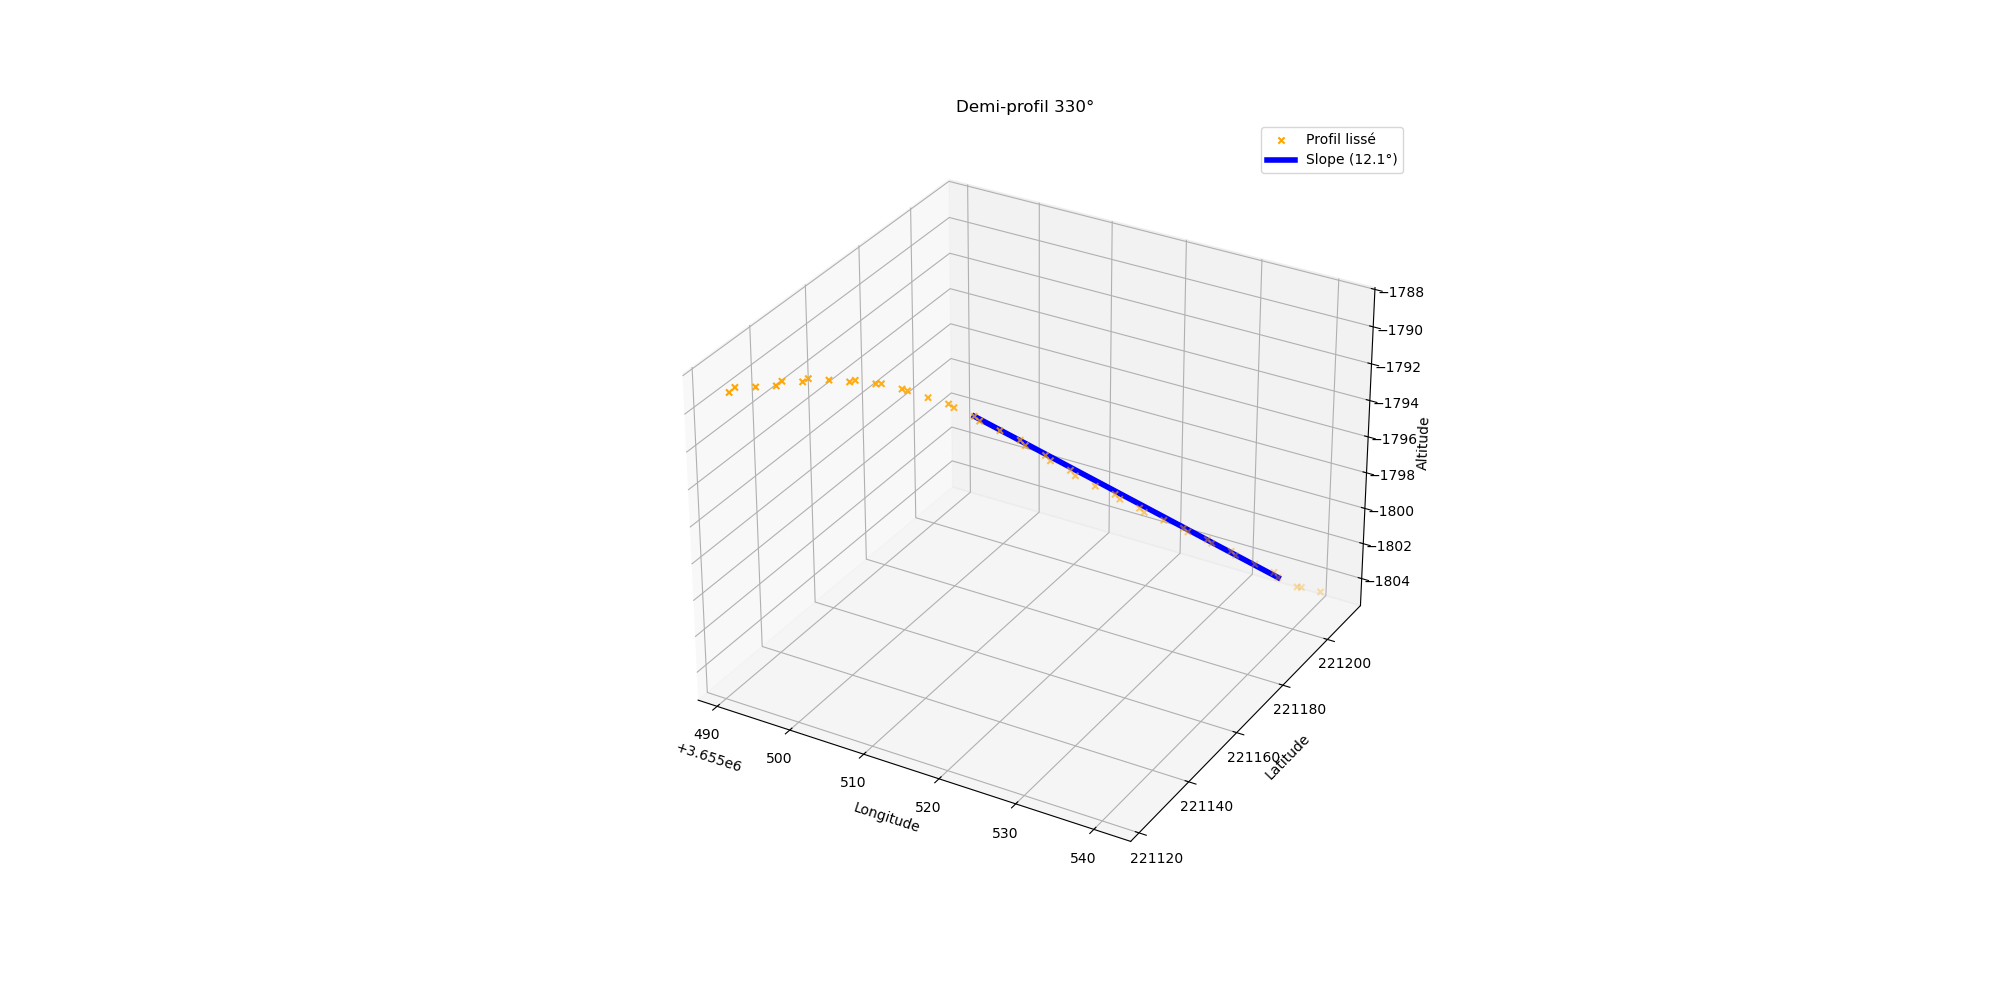 Demi-profil 330°
Profil lissé
Slope (12.1°)
−1788
−1790
−1792
−1794
−1796
−1798
−1800
−1802
−1804
Altitude
221200
221180
221160
221140
221120
Latitude
490
500
510
520
530
540
+3.655e6
Longitude